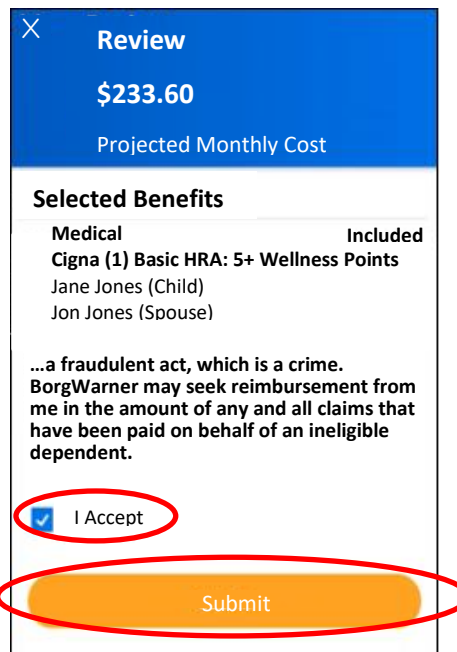 X
Review
$233.60
Projected Monthly Cost
Selected Benefits
Medical Included
Cigna (1) Basic HRA: 5+ Wellness Points
Jane Jones (Child)
Jon Jones (Spouse)
…a fraudulent act, which is a crime.
BorgWarner may seek reimbursement from
me in the amount of any and all claims that
have been paid on behalf of an ineligible
dependent.
I Accept
Submit